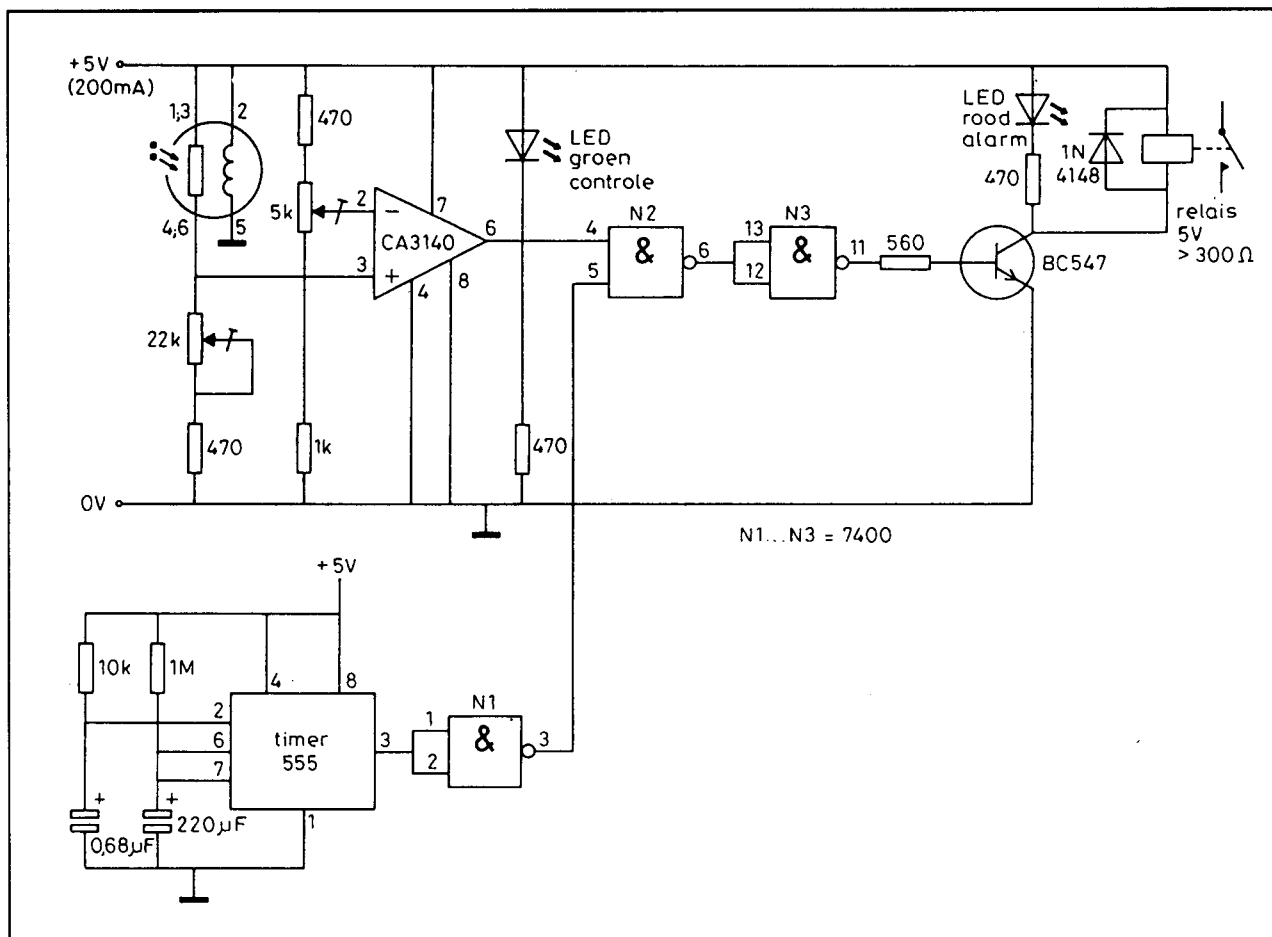 +5V
(200mA)
1;3
2
470
5k
2
−
7
CA3140
6
3
+
4
8
4;6
5
22k
470
1k
LED
groen
controle
470
N2
4
&
6
5
N3
13
&
11
12
560
BC547
LED
rood
alarm
470
1N
4148
relais
5V
> 300Ω
0V
N1...N3 = 7400
+5V
10k
1M
4
8
2
6
7
timer
555
3
1
N1
1
&
3
2
+
0,68µF
+
220µF